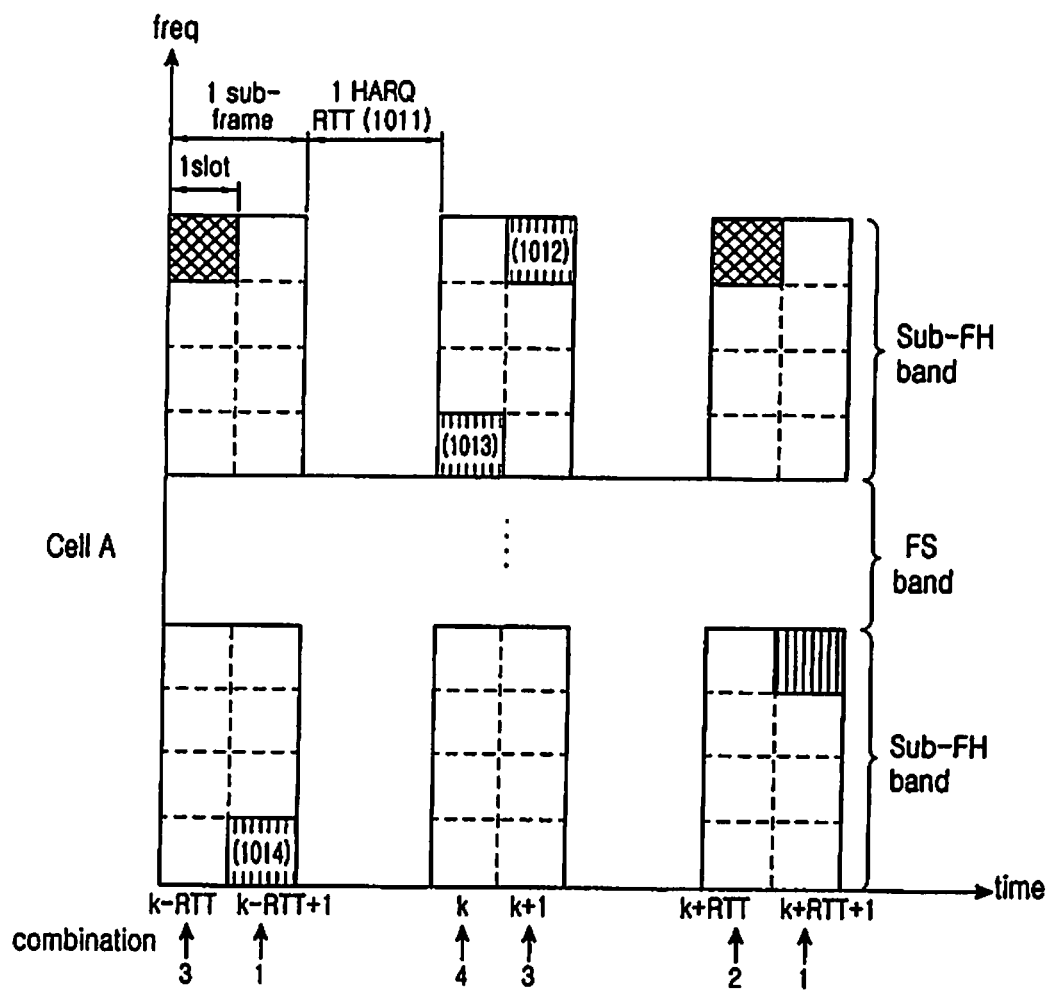 freq
1 sub-
frame
1 HARQ
RTT (1011)
1slot
(1012)
(1013)
Sub-FH
band
Cell A
FS
band
Sub-FH
band
(1014)
k-RTT k-RTT+1 k k+1 k+RTT k+RTT+1 time
combination
3 1 4 3 2 1